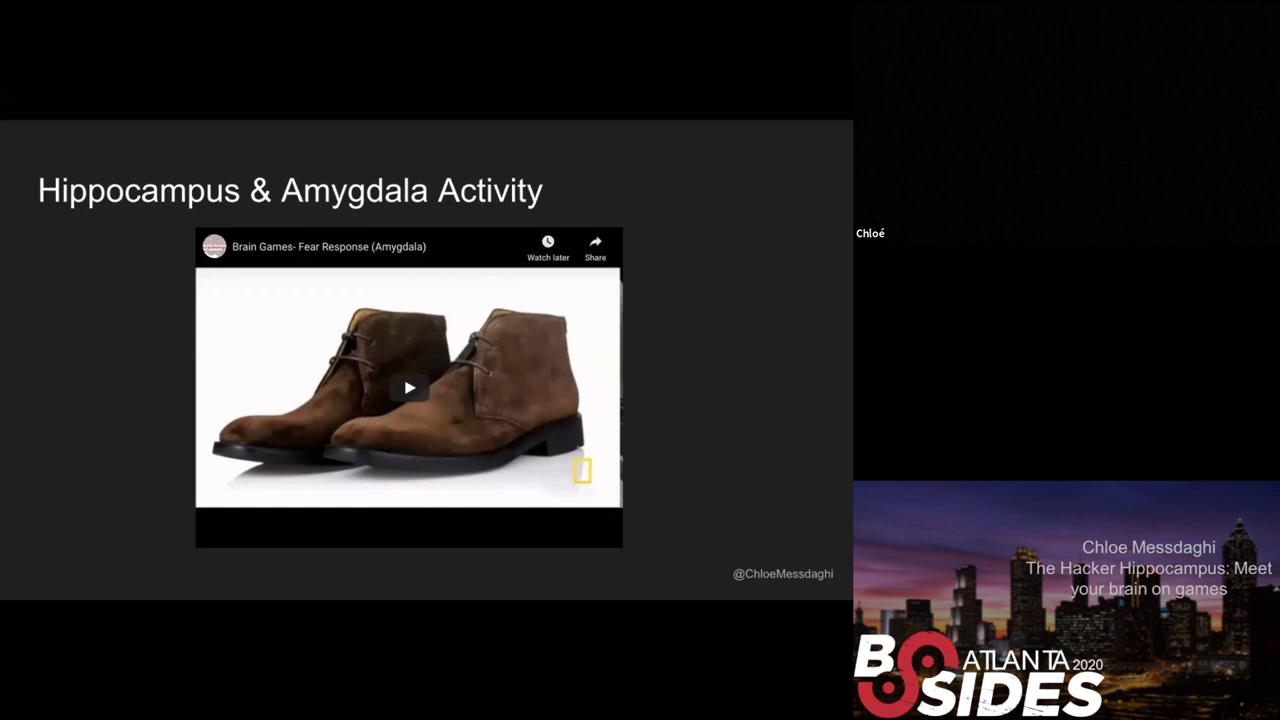 Hippocampus & Amygdala Activity
Brain Games- Fear Response (Amygdala)
Watch later
Share
@ChloeMessdaghi
Chloé
Chloe Messdaghi
The Hacker Hippocampus: Meet
your brain on games
BSIDES
ATLANTA 2020